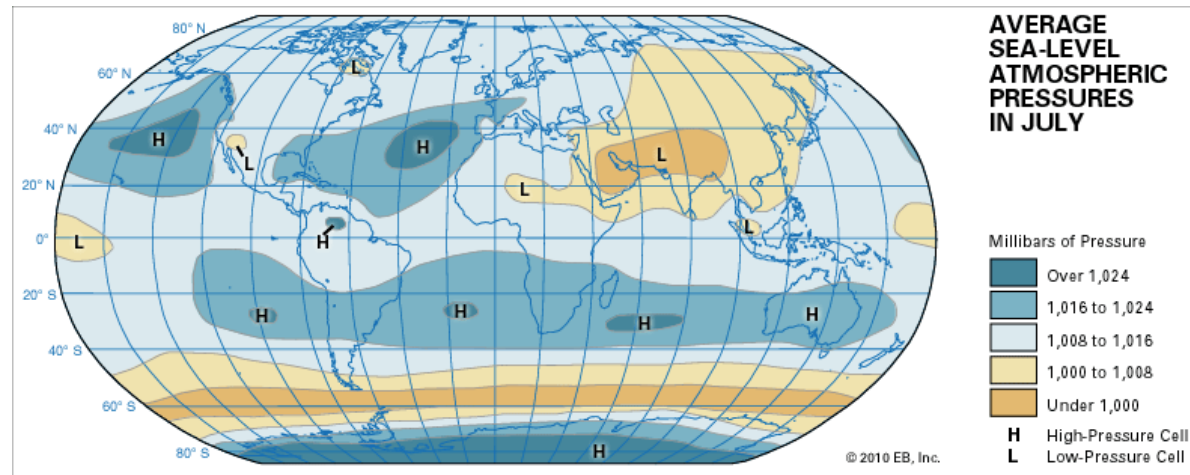 AVERAGE
SEA-LEVEL
ATMOSPHERIC
PRESSURES
IN JULY
80° N
60° N
40° N
20° N
0°
20° S
40° S
60° S
80° S
L
H
H
L
L
L
H
L
L
H
H
H
H
H
Millibars of Pressure
Over 1,024
1,016 to 1,024
1,008 to 1,016
1,000 to 1,008
Under 1,000
H High-Pressure Cell
L Low-Pressure Cell
© 2010 EB, Inc.